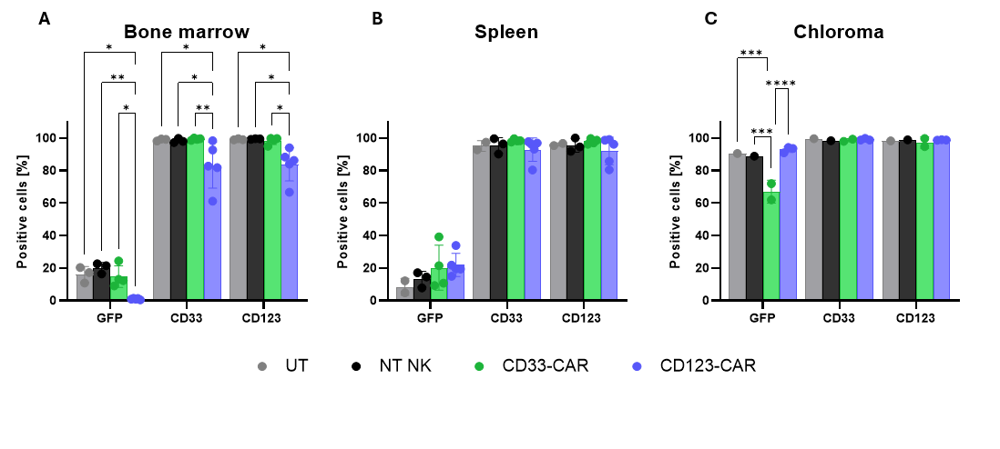 A
B
C
Bone marrow
Spleen
Chloroma
* * * *** ****
** * * ***
* ** *
Positive cells [%]
100
80
60
40
20
0
GFP CD33 CD123
Positive cells [%]
100
80
60
40
20
0
GFP CD33 CD123
Positive cells [%]
100
80
60
40
20
0
GFP CD33 CD123
UT NT NK CD33-CAR CD123-CAR